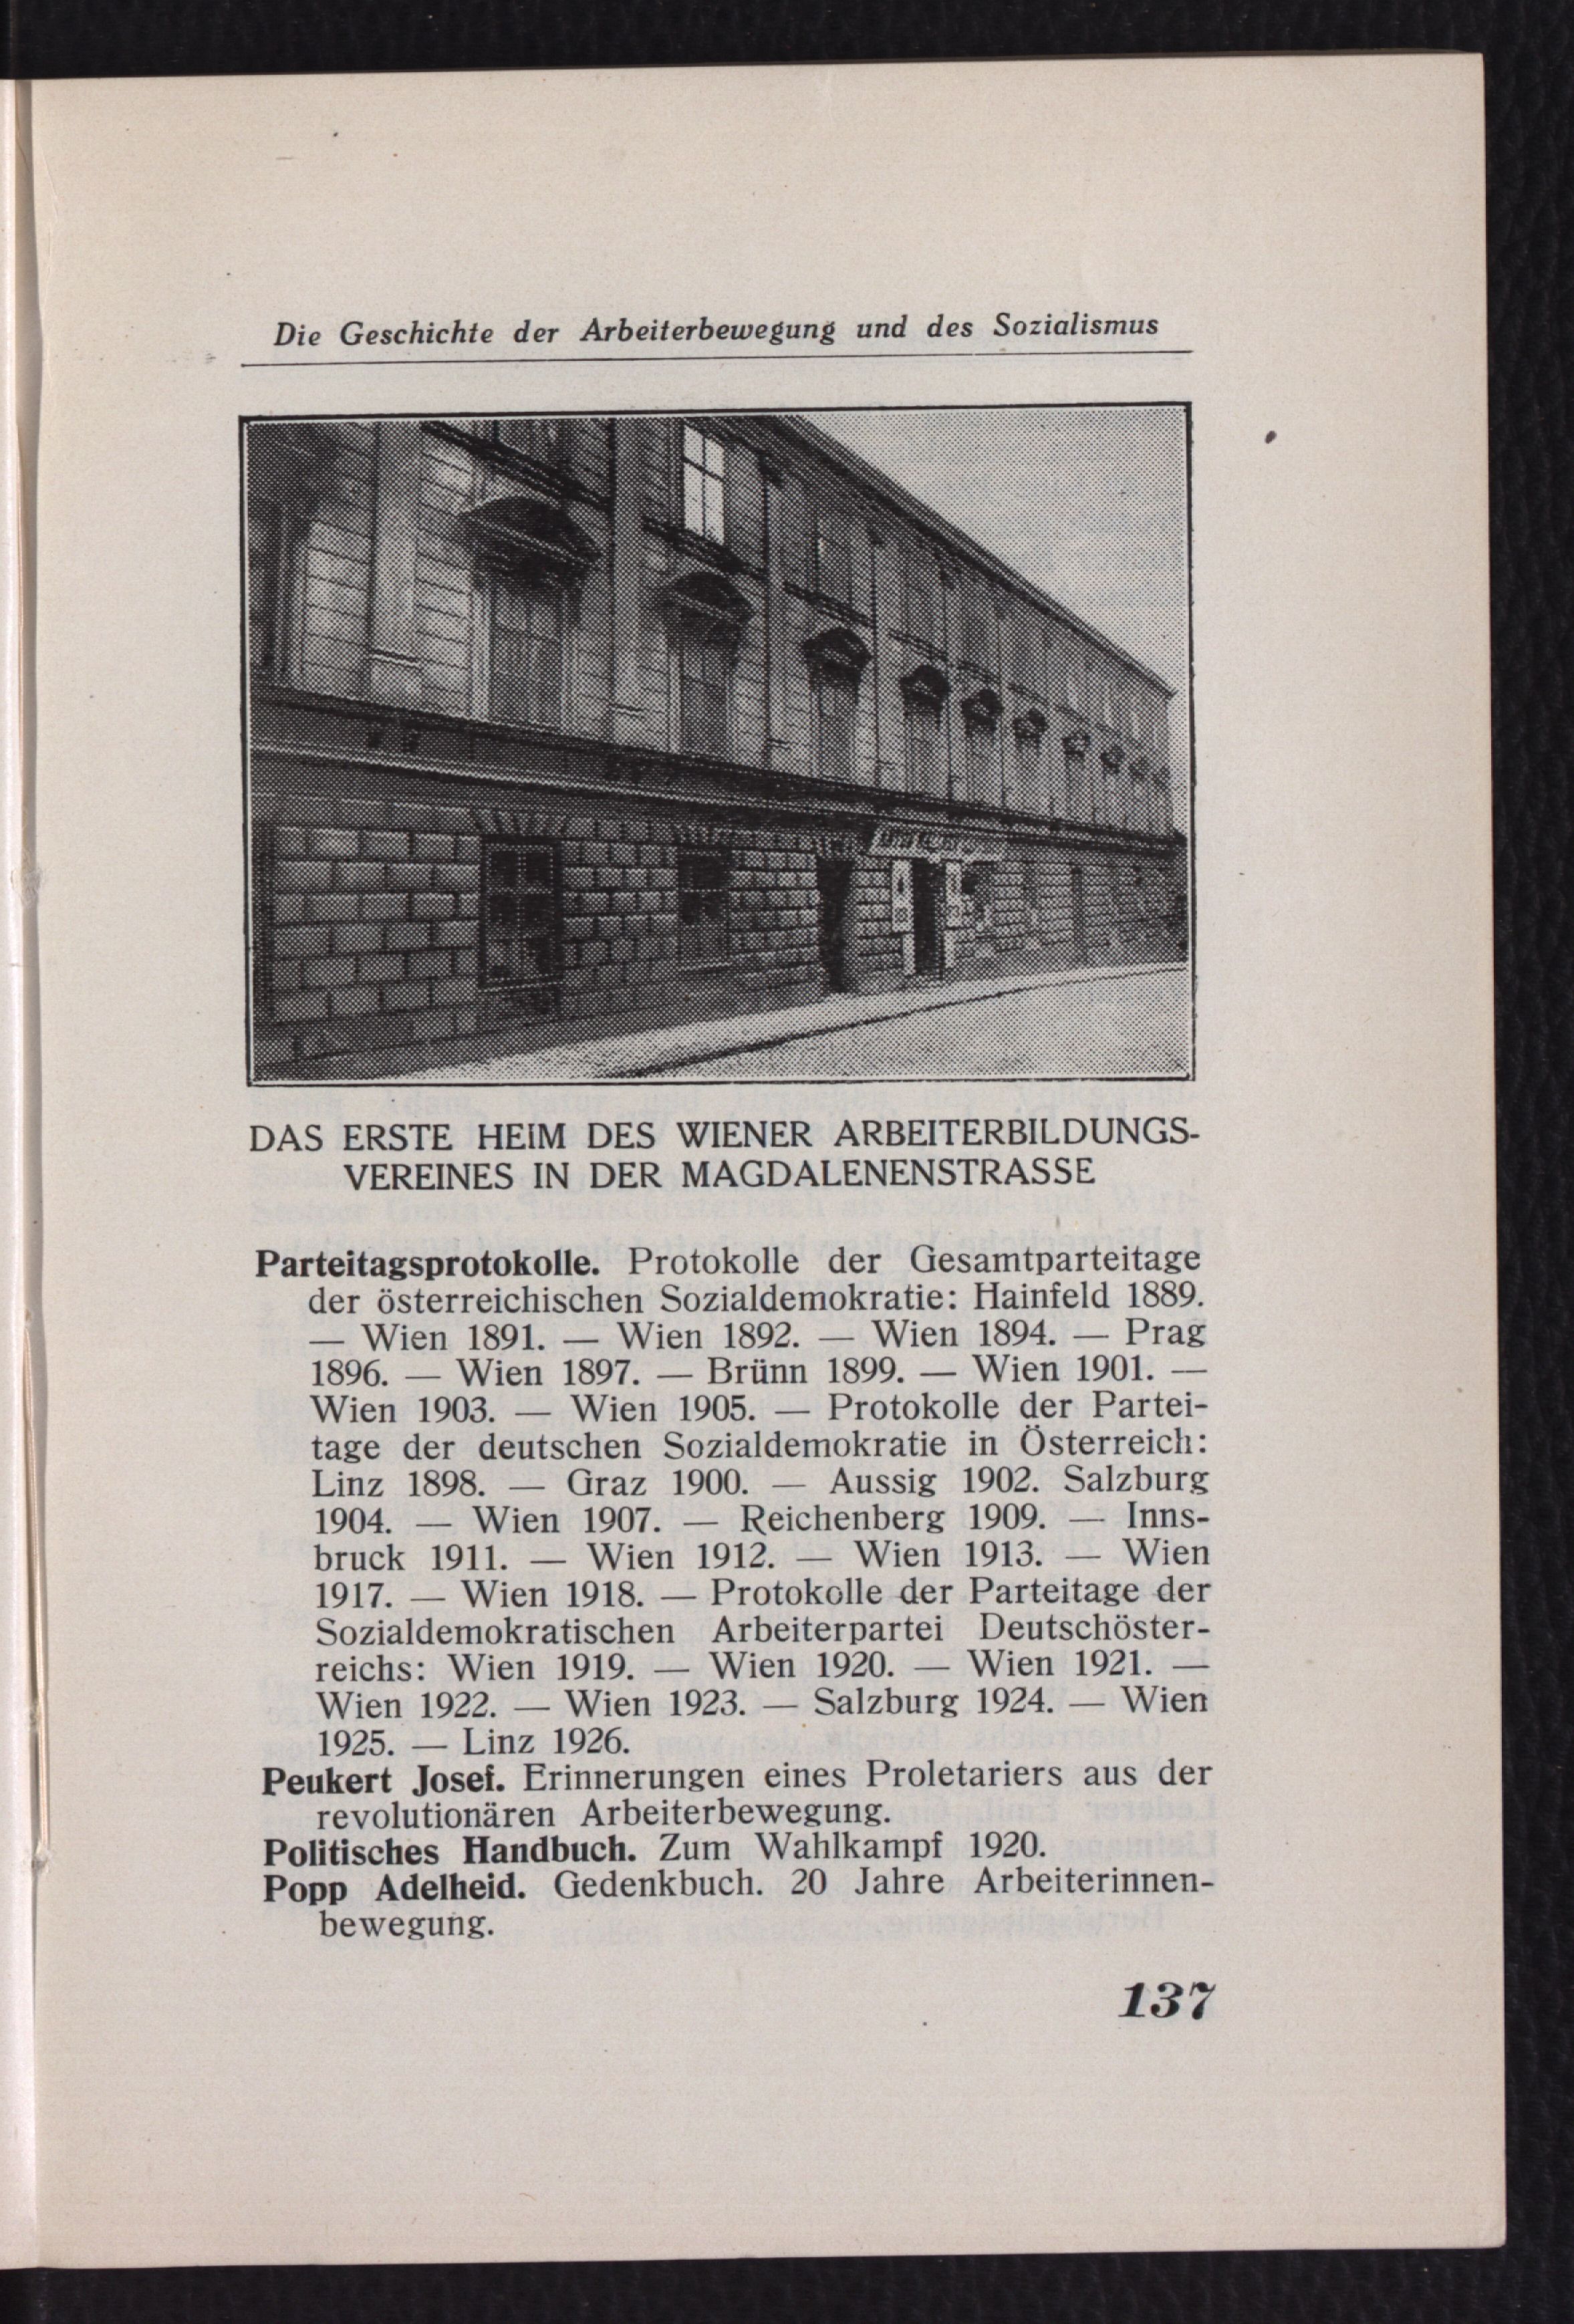 Die Geschichte der Arbeiterbewegung und des Sozialismus
DAS ERSTE HEIM DES WIENER ARBEITERBILDUNGS-
VEREINES IN DER MAGDALENENSTRASSE
Parteitagsprotokolle. Protokolle der Gesamtparteitage
der österreichischen Sozialdemokratie: Hainfeld 1889.
— Wien 1891. — Wien 1892. — Wien 1894. — Prag
1896. — Wien 1897. — Brünn 1899. — Wien 1901. —
Wien 1903. — Wien 1905. — Protokolle der Partei-
tage der deutschen Sozialdemokratie in Österreich:
Linz 1898. — Graz 1900. — Aussig 1902. Salzburg
1904. — Wien 1907. — Reichenberg 1909. — Inns-
bruck 1911. — Wien 1912. — Wien 1913. — Wien
1917. — Wien 1918. — Protokolle der Parteitage der
Sozialdemokratischen Arbeiterpartei Deutschöster-
reichs: Wien 1919. — Wien 1920. — Wien 1921. —
Wien 1922. — Wien 1923. — Salzburg 1924. — Wien
1925. — Linz 1926.
Peukert Josef. Erinnerungen eines Proletariers aus der
revolutionären Arbeiterbewegung.
Politisches Handbuch. Zum Wahlkampf 1920.
Popp Adelheid. Gedenkbuch. 20 Jahre Arbeiterinnen-
bewegung.
137